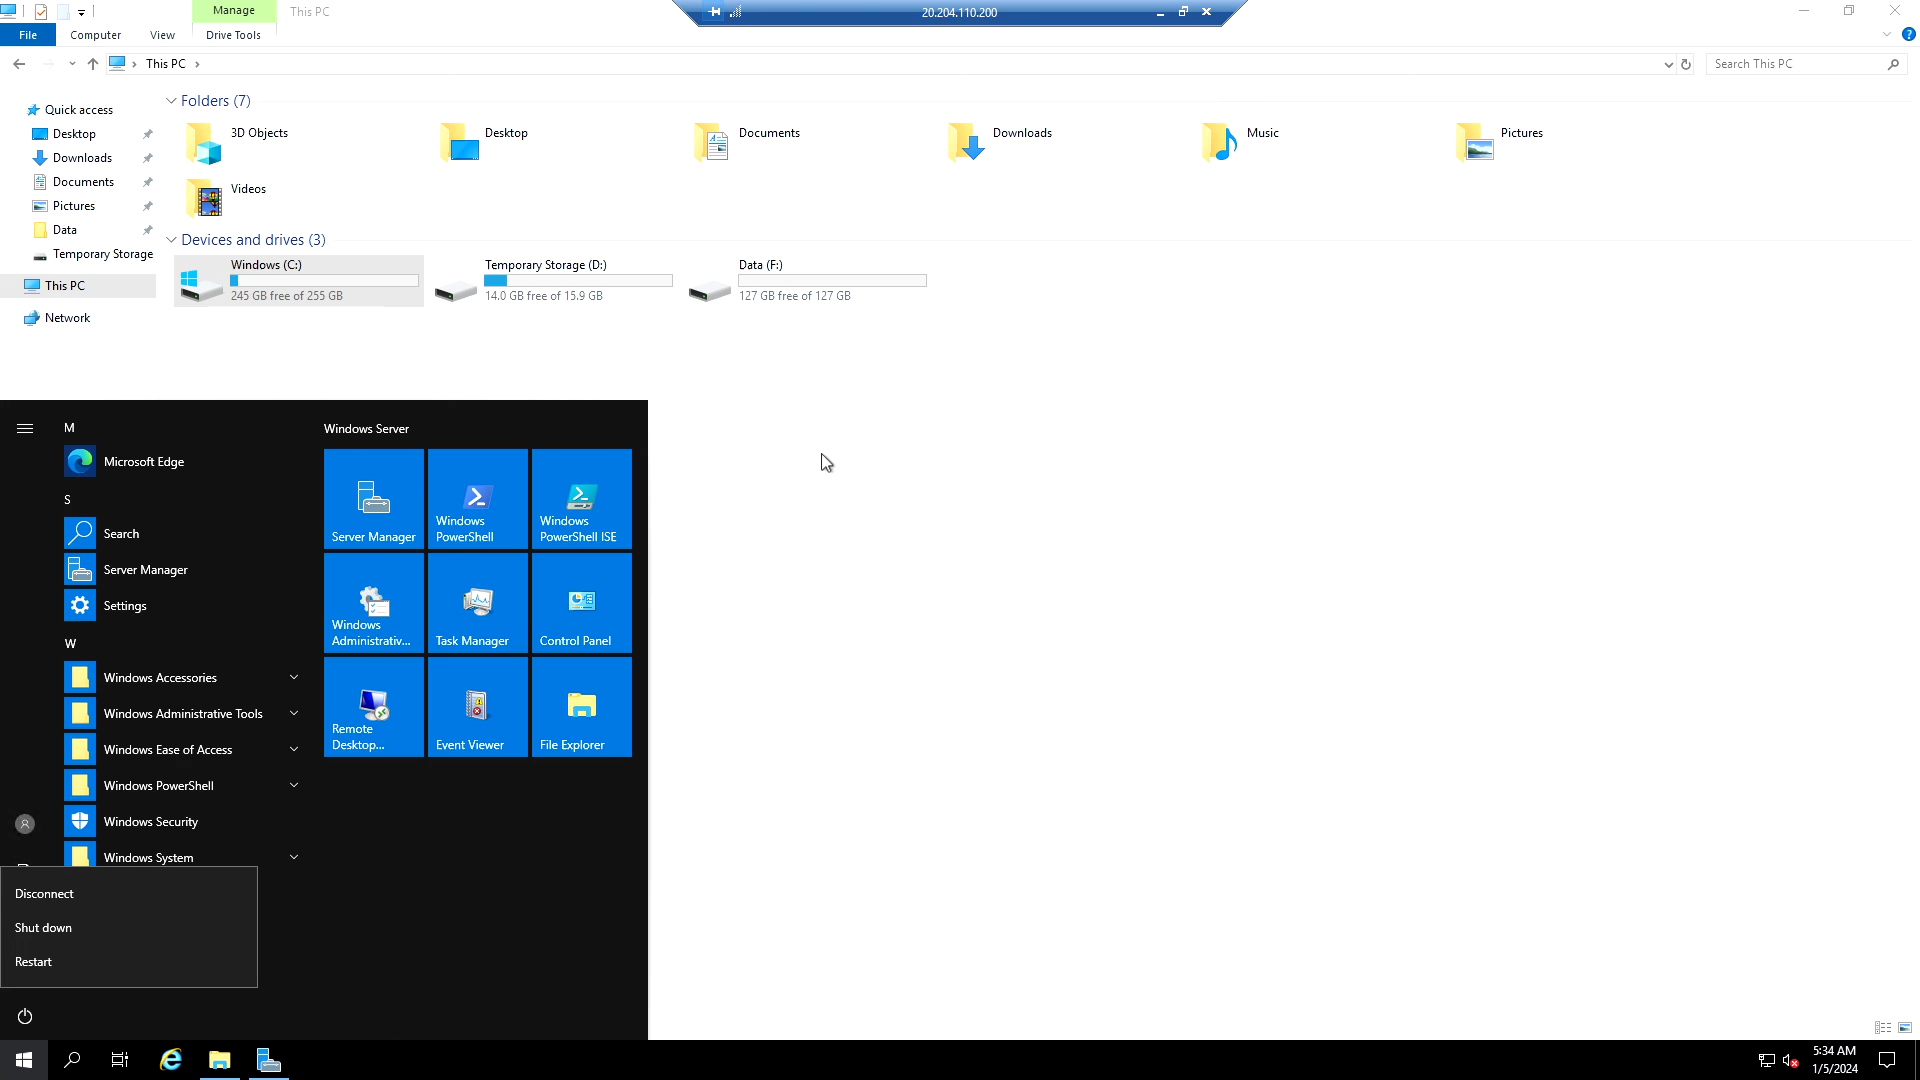 Manage
This PC
20.204.110.200
File
Computer
View
Drive Tools
This PC
Search This PC
Quick access
Desktop
Downloads
Documents
Pictures
Data
Temporary Storage
This PC
Network
Folders (7)
3D Objects
Desktop
Documents
Downloads
Music
Pictures
Videos
Devices and drives (3)
Windows (C:)
245 GB free of 255 GB
Temporary Storage (D:)
14.0 GB free of 15.9 GB
Data (F:)
127 GB free of 127 GB
M
Microsoft Edge
S
Search
Server Manager
Settings
W
Windows Accessories
Windows Administrative Tools
Windows Ease of Access
Windows PowerShell
Windows Security
Windows System
Disconnect
Shut down
Restart
Windows Server
Server Manager
Windows
PowerShell
Windows
PowerShell ISE
Windows
Administrativ...
Task Manager
Control Panel
Remote
Desktop...
Event Viewer
File Explorer
5:34 AM
1/5/2024